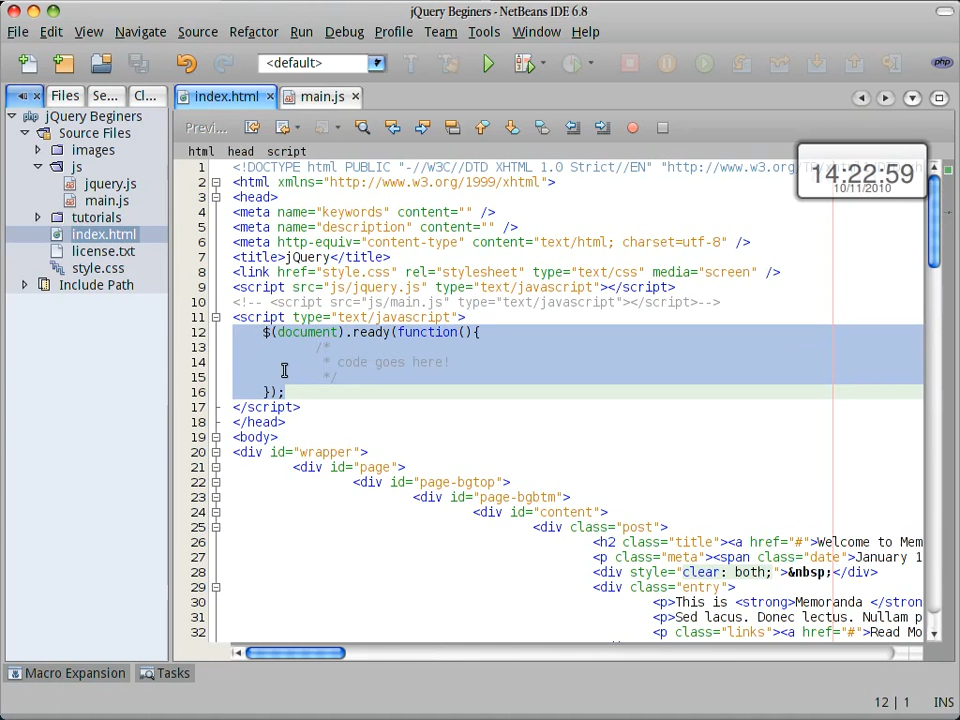 jQuery Beginers - NetBeans IDE 6.8
File Edit View Navigate Source Refactor Run Debug Profile Team Tools Window Help
<default>
php
Files Se... Cl... index.html main.js
jQuery Beginers
Source Files
images
js
jquery.js
main.js
tutorials
index.html
license.txt
style.css
Include Path
Previ...
html head script
14:22:59
10/11/2010
1 <!DOCTYPE html PUBLIC "-//W3C//DTD XHTML 1.0 Strict//EN" "http://www.w3.
2 <html xmlns="http://www.w3.org/1999/xhtml">
3 <head>
4 <meta name="keywords" content="" />
5 <meta name="description" content="" />
6 <meta http-equiv="content-type" content="text/html; charset=utf-8" />
7 <title>jQuery</title>
8 <link href="style.css" rel="stylesheet" type="text/css" media="screen" />
9 <script src="js/jquery.js" type="text/javascript"></script>
10 <!-- <script src="js/main.js" type="text/javascript"></script>-->
11 <script type="text/javascript">
12 $(document).ready(function(){
13 /*
14 * code goes here!
15 */
16 });
17 </script>
18 </head>
19 <body>
20 <div id="wrapper">
21 <div id="page">
22 <div id="page-bgtop">
23 <div id="page-bgbtm">
24 <div id="content">
25 <div class="post">
26 <h2 class="title"><a href="#">Welcome to Mem
27 <p class="meta"><span class="date">January 1
28 <div style="clear: both;">&nbsp;</div>
29 <div class="entry">
30 <p>This is <strong>Memoranda </stron
31 <p>Sed lacus. Donec lectus. Nullam p
32 <p class="links"><a href="#">Read Mo
Macro Expansion Tasks
12 | 1 INS